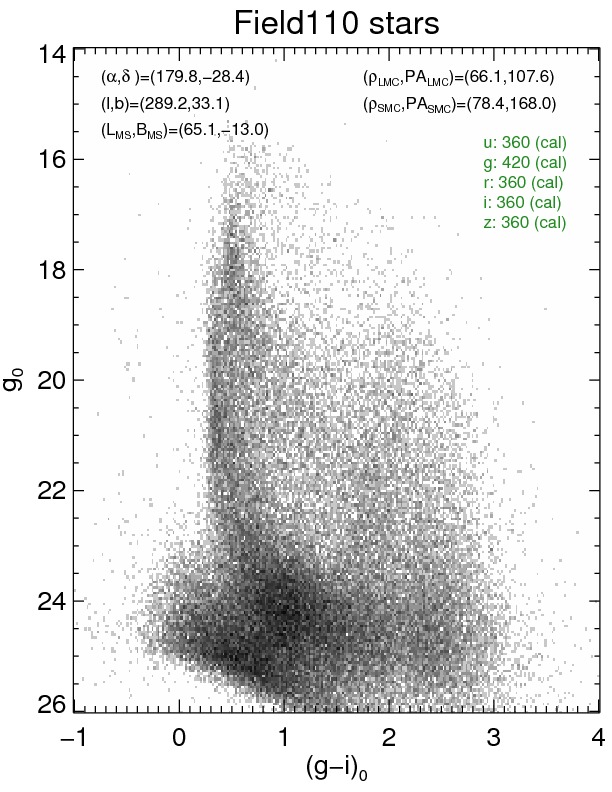 Field110 stars
(α,δ)=(179.8,−28.4)
(ρLMC,PALMC)=(66.1,107.6)
(l,b)=(289.2,33.1)
(ρSMC,PASMC)=(78.4,168.0)
(LMS,BMS)=(65.1,−13.0)
u: 360 (cal)
g: 420 (cal)
r: 360 (cal)
i: 360 (cal)
z: 360 (cal)
14
16
18
20
22
24
26
g0
−1 0 1 2 3 4
(g−i)0